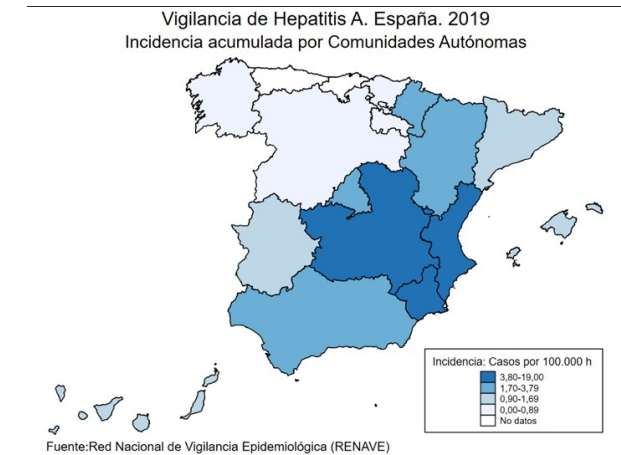 Vigilancia de Hepatitis A. España. 2019
Incidencia acumulada por Comunidades Autónomas
Incidencia: Casos por 100.000 h
3,80-19,00
1,70-3,79
0,90-1,69
0,00-0,89
No datos
Fuente:Red Nacional de Vigilancia Epidemiológica (RENAVE)